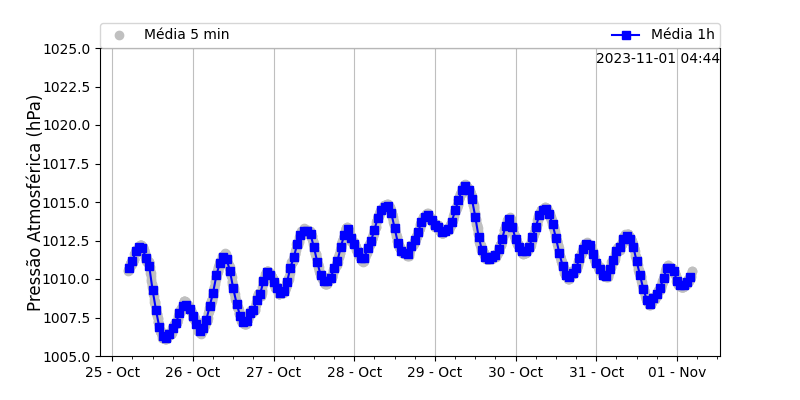 Média 5 min
Média 1h
2023-11-01 04:44
Pressão Atmosférica (hPa)
1025.0
1022.5
1020.0
1017.5
1015.0
1012.5
1010.0
1007.5
1005.0
25 - Oct
26 - Oct
27 - Oct
28 - Oct
29 - Oct
30 - Oct
31 - Oct
01 - Nov